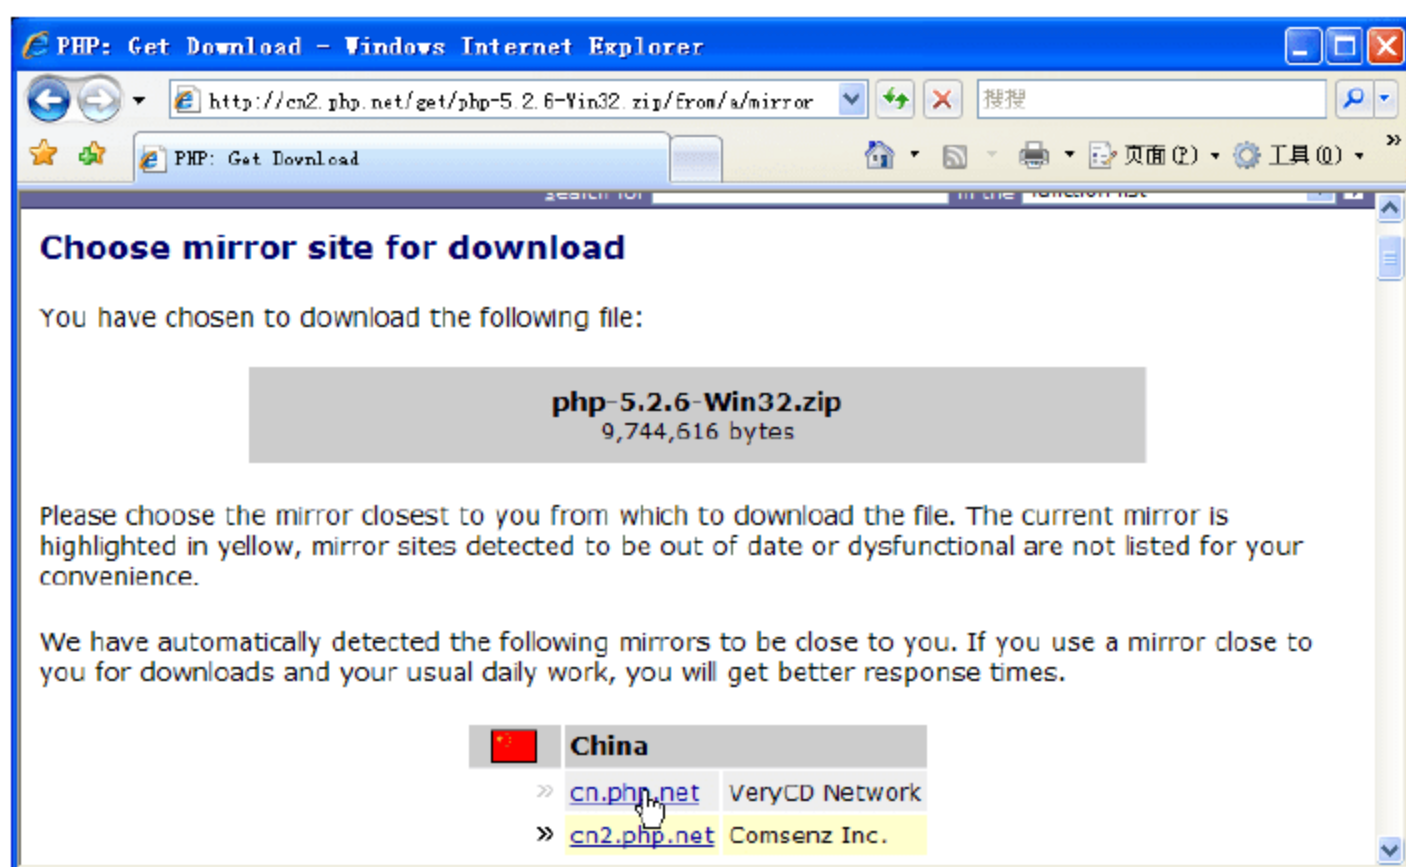 PHP: Get Download - Windows Internet Explorer
http://cn2.php.net/get/php-5.2.6-Win32.zip/from/a/mirror
搜搜
PHP: Get Download
页面(P)
工具(O)
search for
in the
function list
Choose mirror site for download
You have chosen to download the following file:
php-5.2.6-Win32.zip
9,744,616 bytes
Please choose the mirror closest to you from which to download the file. The current mirror is
highlighted in yellow, mirror sites detected to be out of date or dysfunctional are not listed for your
convenience.
We have automatically detected the following mirrors to be close to you. If you use a mirror close to
you for downloads and your usual daily work, you will get better response times.
China
» cn.php.net VeryCD Network
» cn2.php.net Comsenz Inc.